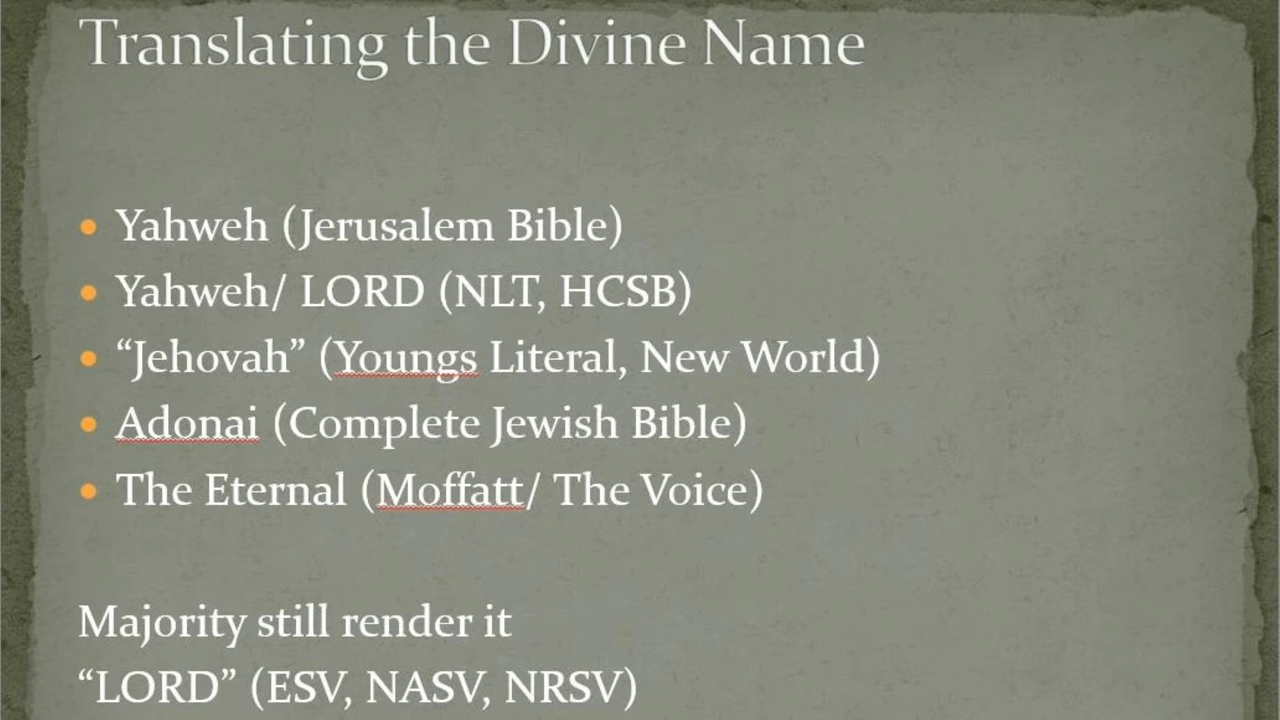 Translating the Divine Name
• Yahweh (Jerusalem Bible)
• Yahweh/ LORD (NLT, HCSB)
• “Jehovah” (Youngs Literal, New World)
• Adonai (Complete Jewish Bible)
• The Eternal (Moffatt/ The Voice)
Majority still render it
“LORD” (ESV, NASV, NRSV)